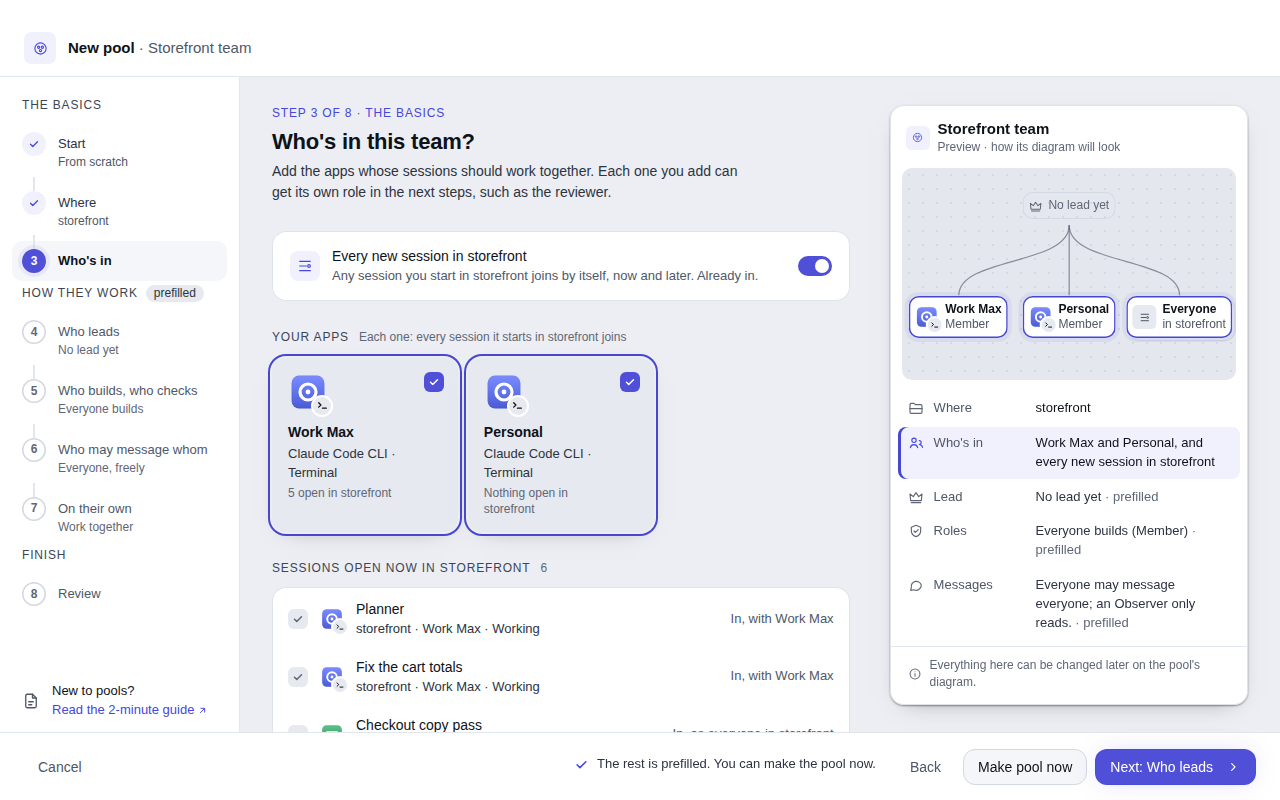 New pool · Storefront team
THE BASICS
Start
From scratch
Where
storefront
3
Who's in
HOW THEY WORK prefilled
4
Who leads
No lead yet
5
Who builds, who checks
Everyone builds
6
Who may message whom
Everyone, freely
7
On their own
Work together
FINISH
8
Review
New to pools?
Read the 2-minute guide
STEP 3 OF 8 · THE BASICS
Who's in this team?
Add the apps whose sessions should work together. Each one you add can
get its own role in the next steps, such as the reviewer.
Every new session in storefront
Any session you start in storefront joins by itself, now and later. Already in.
YOUR APPS Each one: every session it starts in storefront joins
Work Max
Claude Code CLI ·
Terminal
5 open in storefront
Personal
Claude Code CLI ·
Terminal
Nothing open in
storefront
SESSIONS OPEN NOW IN STOREFRONT 6
Planner
storefront · Work Max · Working
In, with Work Max
Fix the cart totals
storefront · Work Max · Working
In, with Work Max
Checkout copy pass
In, as everyone in storefront
Storefront team
Preview · how its diagram will look
No lead yet
Work Max
Member
Personal
Member
Everyone
in storefront
Where
storefront
Who's in
Work Max and Personal, and
every new session in storefront
Lead
No lead yet · prefilled
Roles
Everyone builds (Member) ·
prefilled
Messages
Everyone may message
everyone; an Observer only
reads. · prefilled
Everything here can be changed later on the pool's
diagram.
Cancel
The rest is prefilled. You can make the pool now.
Back
Make pool now
Next: Who leads